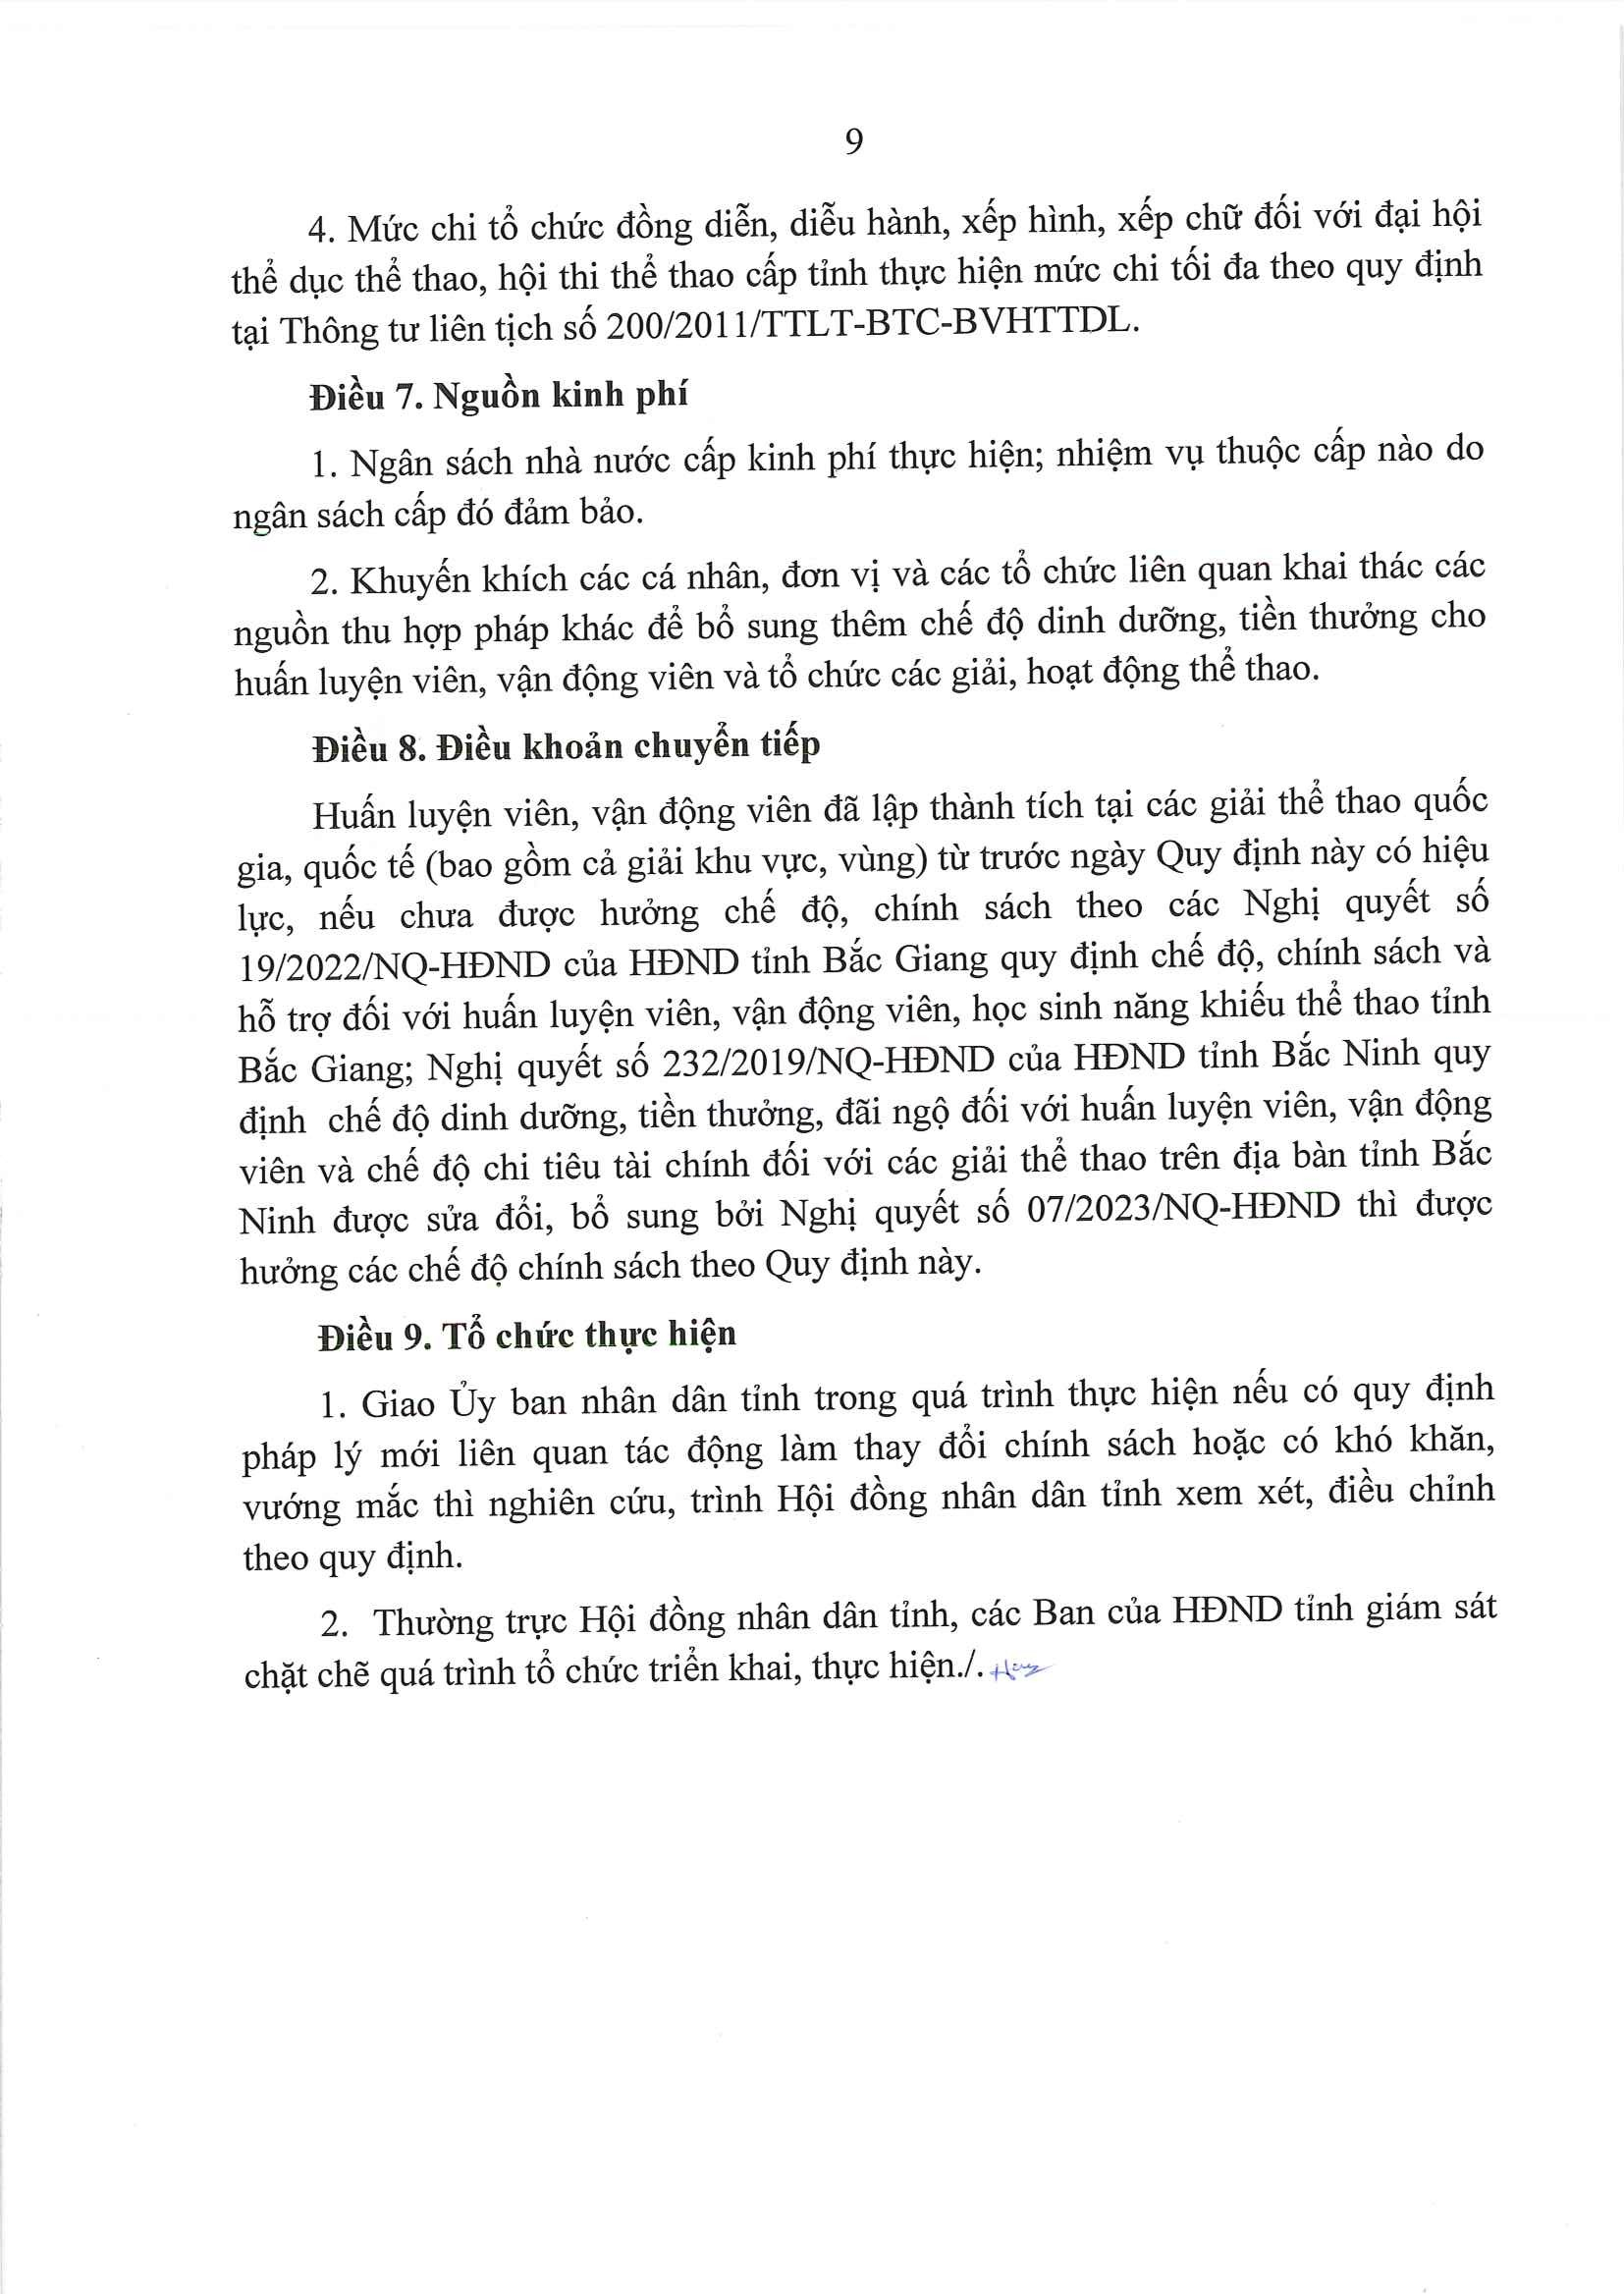 9
4. Mức chi tổ chức đồng diễn, diễu hành, xếp hình, xếp chữ đối với đại hội
thể dục thể thao, hội thi thể thao cấp tỉnh thực hiện mức chi tối đa theo quy định
tại Thông tư liên tịch số 200/2011/TTLT-BTC-BVHTTDL.
Điều 7. Nguồn kinh phí
1. Ngân sách nhà nước cấp kinh phí thực hiện; nhiệm vụ thuộc cấp nào do
ngân sách cấp đó đảm bảo.
2. Khuyến khích các cá nhân, đơn vị và các tổ chức liên quan khai thác các
nguồn thu hợp pháp khác để bổ sung thêm chế độ dinh dưỡng, tiền thưởng cho
huấn luyện viên, vận động viên và tổ chức các giải, hoạt động thể thao.
Điều 8. Điều khoản chuyển tiếp
Huấn luyện viên, vận động viên đã lập thành tích tại các giải thể thao quốc
gia, quốc tế (bao gồm cả giải khu vực, vùng) từ trước ngày Quy định này có hiệu
lực, nếu chưa được hưởng chế độ, chính sách theo các Nghị quyết số
19/2022/NQ-HĐND của HĐND tỉnh Bắc Giang quy định chế độ, chính sách và
hỗ trợ đối với huấn luyện viên, vận động viên, học sinh năng khiếu thể thao tỉnh
Bắc Giang; Nghị quyết số 232/2019/NQ-HĐND của HĐND tỉnh Bắc Ninh quy
định chế độ dinh dưỡng, tiền thưởng, đãi ngộ đối với huấn luyện viên, vận động
viên và chế độ chi tiêu tài chính đối với các giải thể thao trên địa bàn tỉnh Bắc
Ninh được sửa đổi, bổ sung bởi Nghị quyết số 07/2023/NQ-HĐND thì được
hưởng các chế độ chính sách theo Quy định này.
Điều 9. Tổ chức thực hiện
1. Giao Ủy ban nhân dân tỉnh trong quá trình thực hiện nếu có quy định
pháp lý mới liên quan tác động làm thay đổi chính sách hoặc có khó khăn,
vướng mắc thì nghiên cứu, trình Hội đồng nhân dân tỉnh xem xét, điều chỉnh
theo quy định.
2. Thường trực Hội đồng nhân dân tỉnh, các Ban của HĐND tỉnh giám sát
chặt chẽ quá trình tổ chức triển khai, thực hiện./.